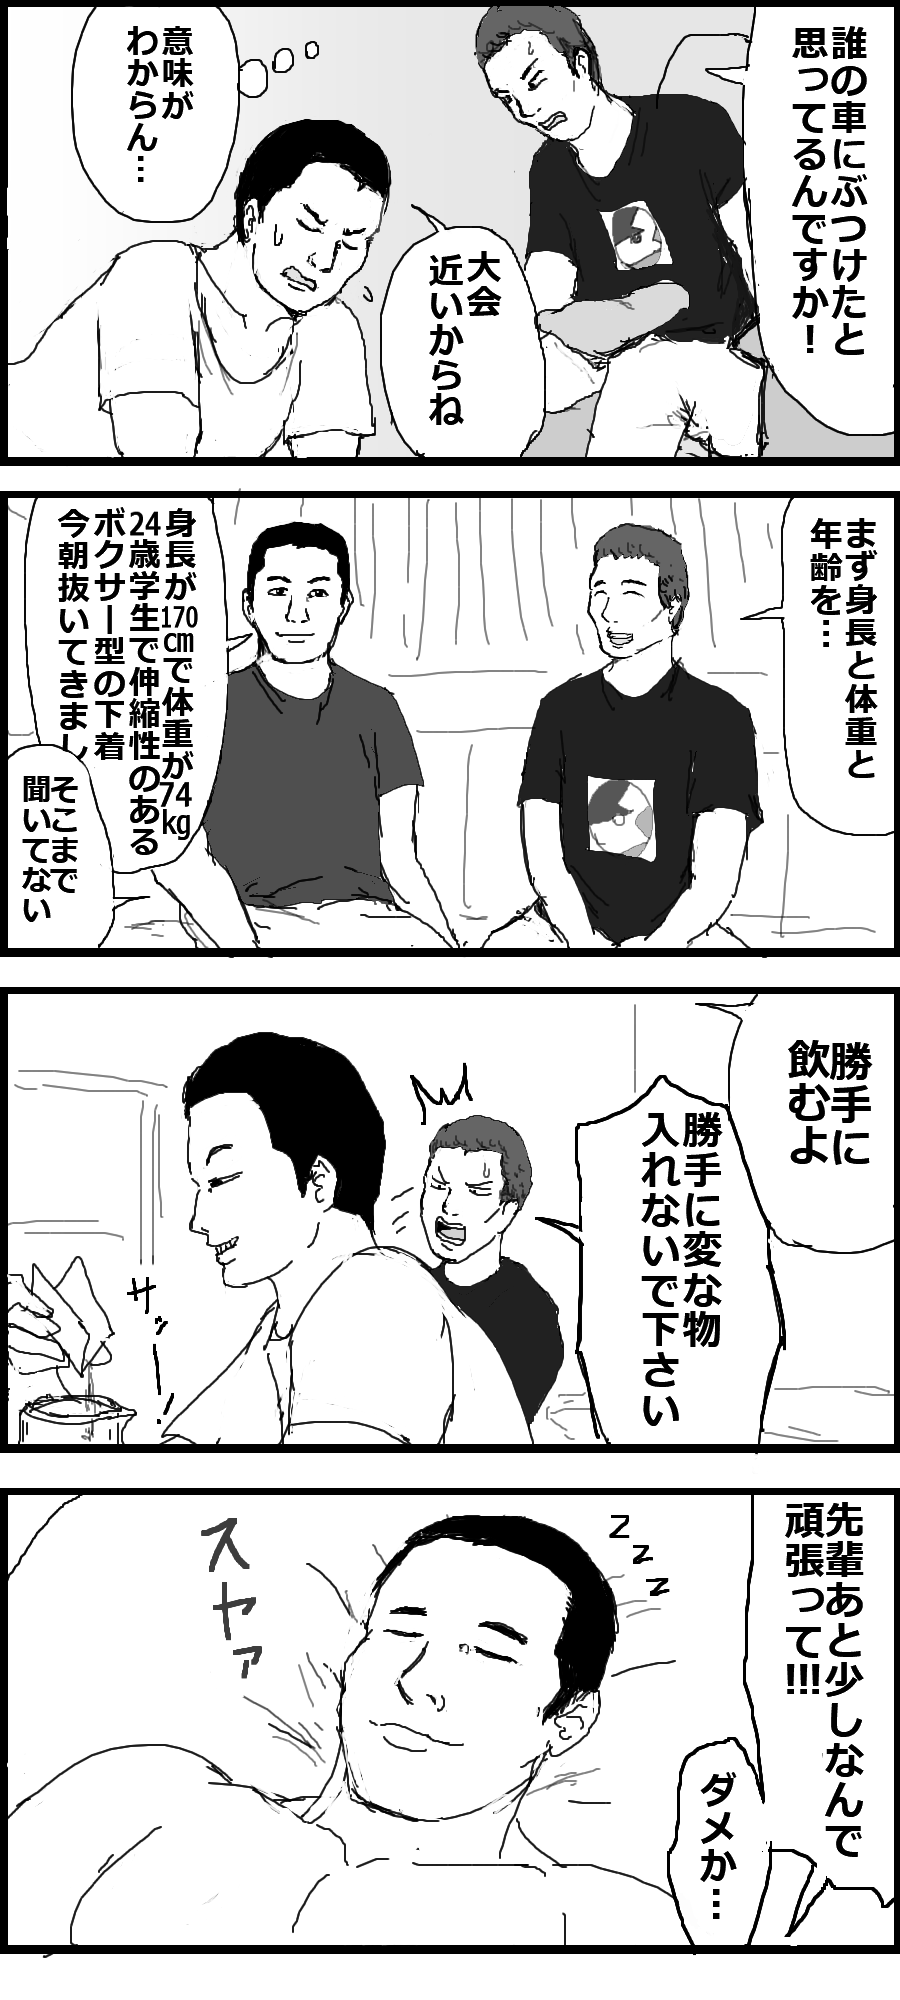 誰の車にぶつけたと
思ってるんですか!
大会
近いからね
意味が
わからん…
まず身長と体重と
年齢を…
身長が170cmで体重が74kg
24歳学生で伸縮性のある
ボクサー型の下着
今朝抜いてきまし
そこまで
聞いてない
勝手に
飲むよ
勝手に変な物
入れないで下さい
サッー!
先輩あと少しなんで
頑張って!!!
ダメか…
zzz
スヤァ